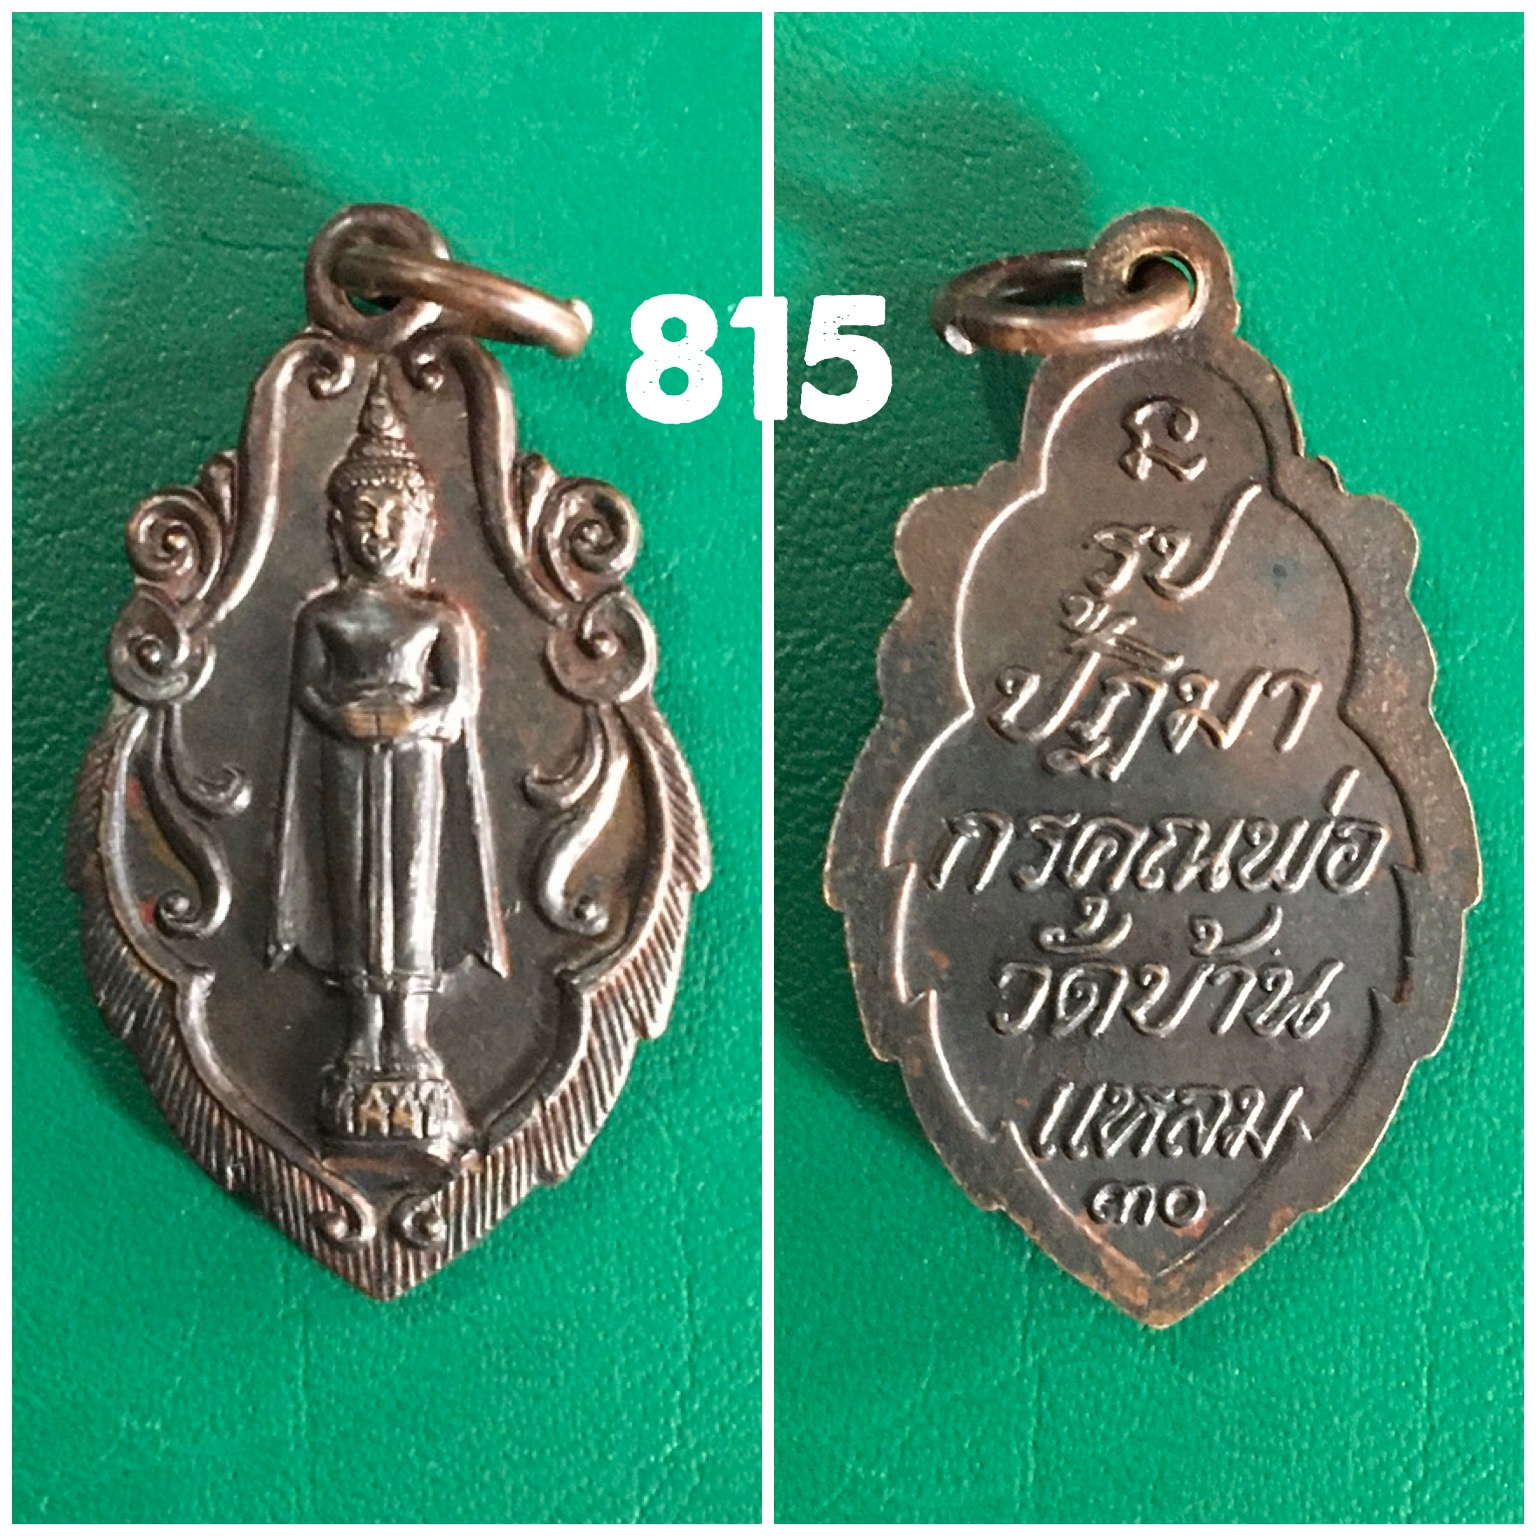 815
รูป
ปฏิมา
กรคุณพ่อ
วัดบ้าน
แหลม
๓๐